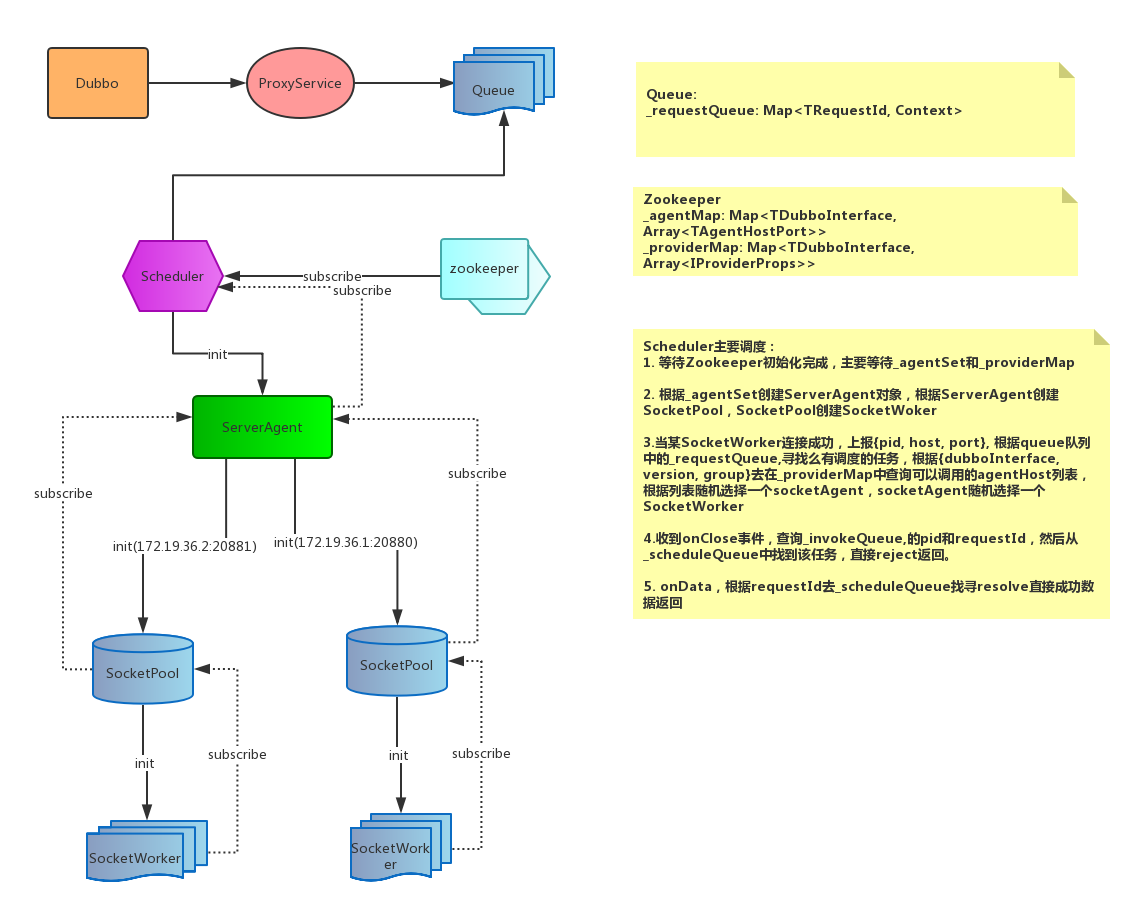 Dubbo
ProxyService
Queue
Scheduler
subscribe
subscribe
zookeeper
init
ServerAgent
subscribe
subscribe
init(172.19.36.2:20881)
init(172.19.36.1:20880)
SocketPool
SocketPool
init
init
subscribe
subscribe
SocketWorker
SocketWork
er
Queue:
_requestQueue: Map<TRequestId, Context>
Zookeeper
_agentMap: Map<TDubboInterface,
Array<TAgentHostPort>>
_providerMap: Map<TDubboInterface,
Array<IProviderProps>>
Scheduler主要调度：
1. 等待Zookeeper初始化完成，主要等待_agentSet和_providerMap
2. 根据_agentSet创建ServerAgent对象，根据ServerAgent创建
SocketPool，SocketPool创建SocketWoker
3.当某SocketWorker连接成功，上报{pid, host, port}, 根据queue队列
中的_requestQueue,寻找么有调度的任务，根据{dubboInterface,
version, group}去在_providerMap中查询可以调用的agentHost列表，
根据列表随机选择一个socketAgent，socketAgent随机选择一个
SocketWorker
4.收到onClose事件，查询_invokeQueue,的pid和requestId，然后从
_scheduleQueue中找到该任务，直接reject返回。
5. onData，根据requestId去_scheduleQueue找寻resolve直接成功数
据返回